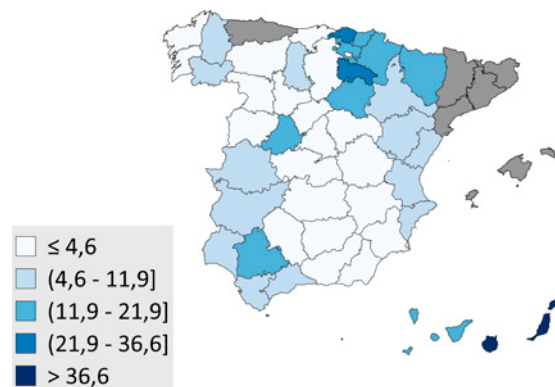 ≤ 4,6
(4,6 - 11,9]
(11,9 - 21,9]
(21,9 - 36,6]
> 36,6